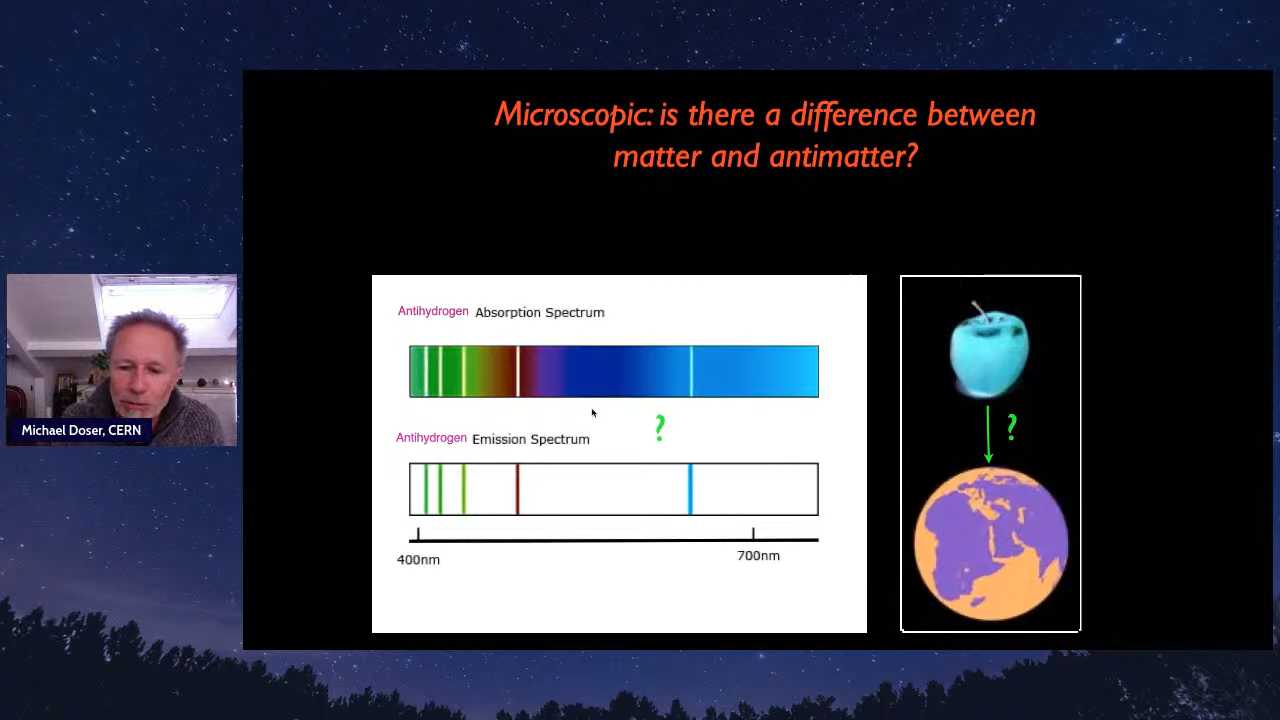 Microscopic: is there a difference between
matter and antimatter?
Antihydrogen Absorption Spectrum
?
Antihydrogen Emission Spectrum
400nm
700nm
?
Michael Doser, CERN